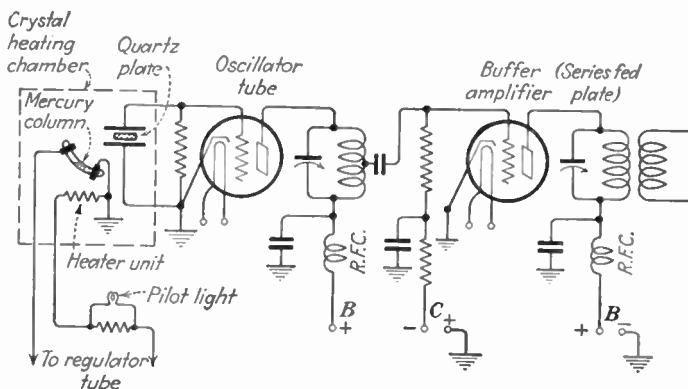 Crystal
heating
chamber
Quartz
plate
Oscillator
tube
Buffer (Series fed
amplifier plate)
Mercury
column
Heater unit
R.F.C.
R.F.C.
Pilot light
B
+
C
-
+
+
B
-
To regulator
tube